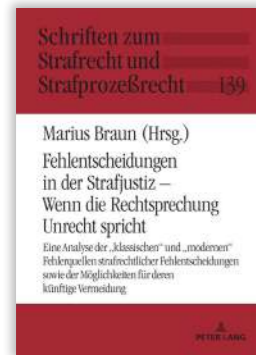 Schriften zum
Strafrecht und
Strafprozeßrecht 139
Marius Braun (Hrsg.)
Fehlentscheidungen
in der Strafjustiz –
Wenn die Rechtsprechung
Unrecht spricht
Eine Analyse der „klassischen“ und „modernen“
Fehlerquellen strafrechtlicher Fehlentscheidungen
sowie der Möglichkeiten für deren
künftige Vermeidung
PETER LANG